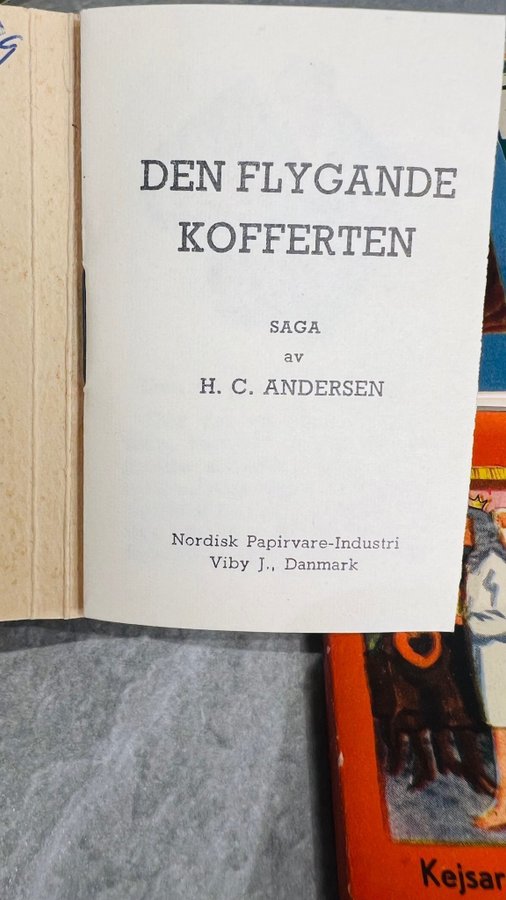 DEN FLYGANDE
KOFFERTEN
SAGA
av
H. C. ANDERSEN
Nordisk Papirvare-Industri
Viby J., Danmark
Kejsar